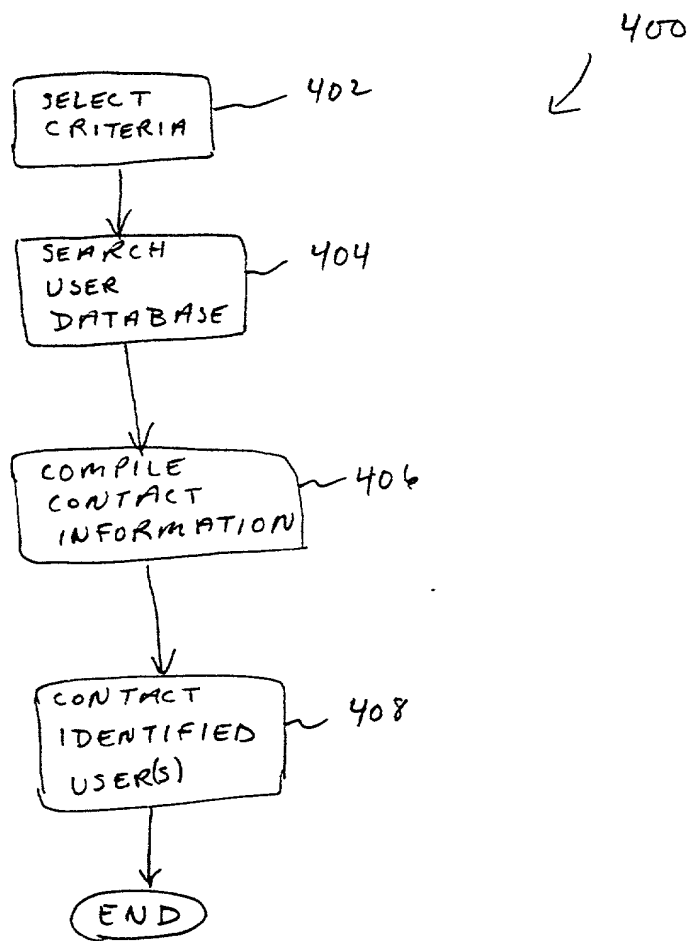 400
SELECT
CRITERIA
402
SEARCH
USER
DATABASE
404
COMPILE
CONTACT
INFORMATION
406
CONTACT
IDENTIFIED
USER(S)
408
END